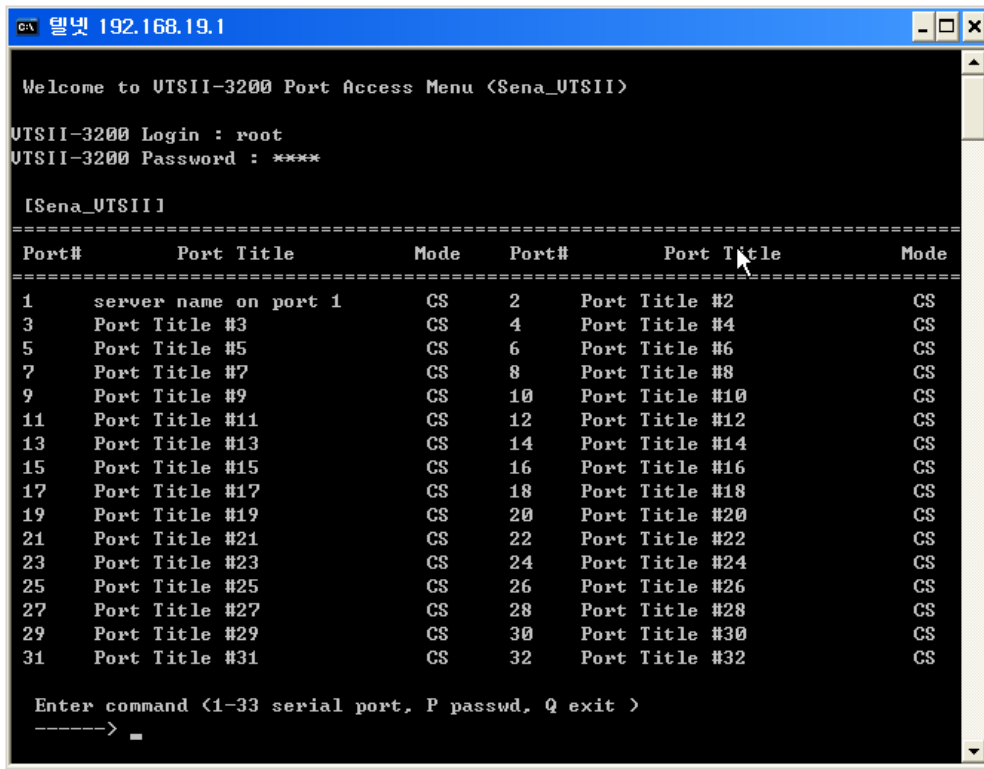 텔넷 192.168.19.1
Welcome to VTSII-3200 Port Access Menu (Sena_VTSII)
VTSII-3200 Login : root
VTSII-3200 Password : ****
[Sena_VTSII]
================================================================================
Port# Port Title Mode Port# Port Title Mode
================================================================================
1 server name on port 1 CS 2 Port Title #2 CS
3 Port Title #3 CS 4 Port Title #4 CS
5 Port Title #5 CS 6 Port Title #6 CS
7 Port Title #7 CS 8 Port Title #8 CS
9 Port Title #9 CS 10 Port Title #10 CS
11 Port Title #11 CS 12 Port Title #12 CS
13 Port Title #13 CS 14 Port Title #14 CS
15 Port Title #15 CS 16 Port Title #16 CS
17 Port Title #17 CS 18 Port Title #18 CS
19 Port Title #19 CS 20 Port Title #20 CS
21 Port Title #21 CS 22 Port Title #22 CS
23 Port Title #23 CS 24 Port Title #24 CS
25 Port Title #25 CS 26 Port Title #26 CS
27 Port Title #27 CS 28 Port Title #28 CS
29 Port Title #29 CS 30 Port Title #30 CS
31 Port Title #31 CS 32 Port Title #32 CS
Enter command (1-33 serial port, P passwd, Q exit )
------> _